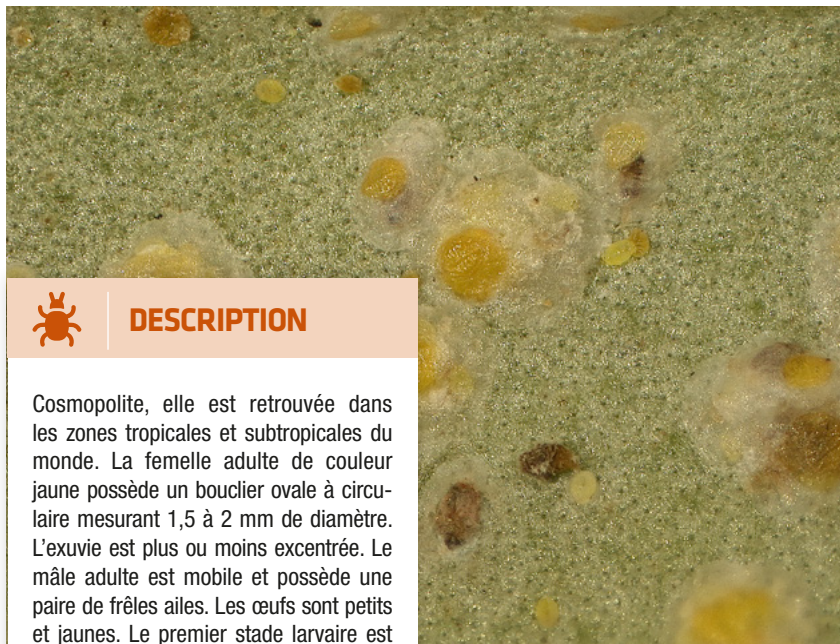 DESCRIPTION
Cosmopolite, elle est retrouvée dans
les zones tropicales et subtropicales du
monde. La femelle adulte de couleur
jaune possède un bouclier ovale à circu-
laire mesurant 1,5 à 2 mm de diamètre.
L’exuvie est plus ou moins excentrée. Le
mâle adulte est mobile et possède une
paire de frêles ailes. Les œufs sont petits
et jaunes. Le premier stade larvaire est